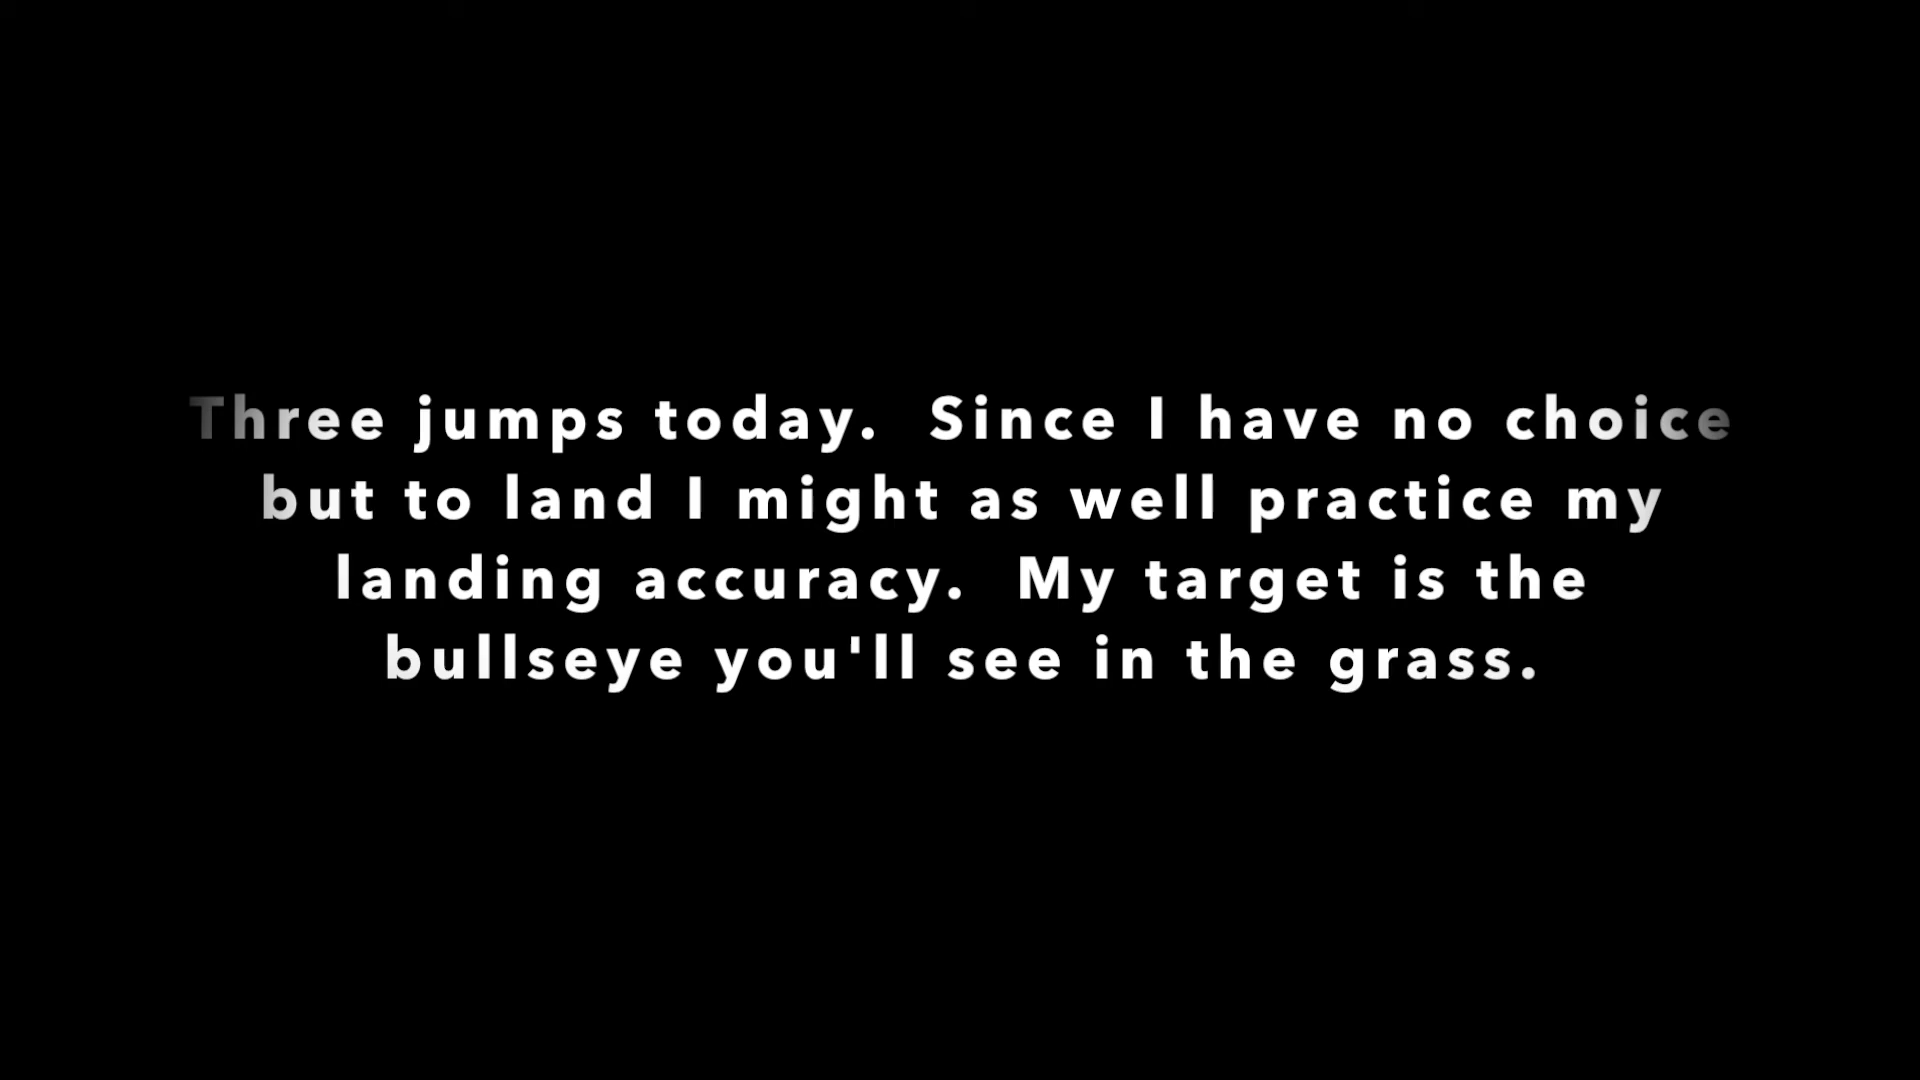 Three jumps today.  Since I have no choice
but to land I might as well practice my
landing accuracy.  My target is the
bullseye you'll see in the grass.